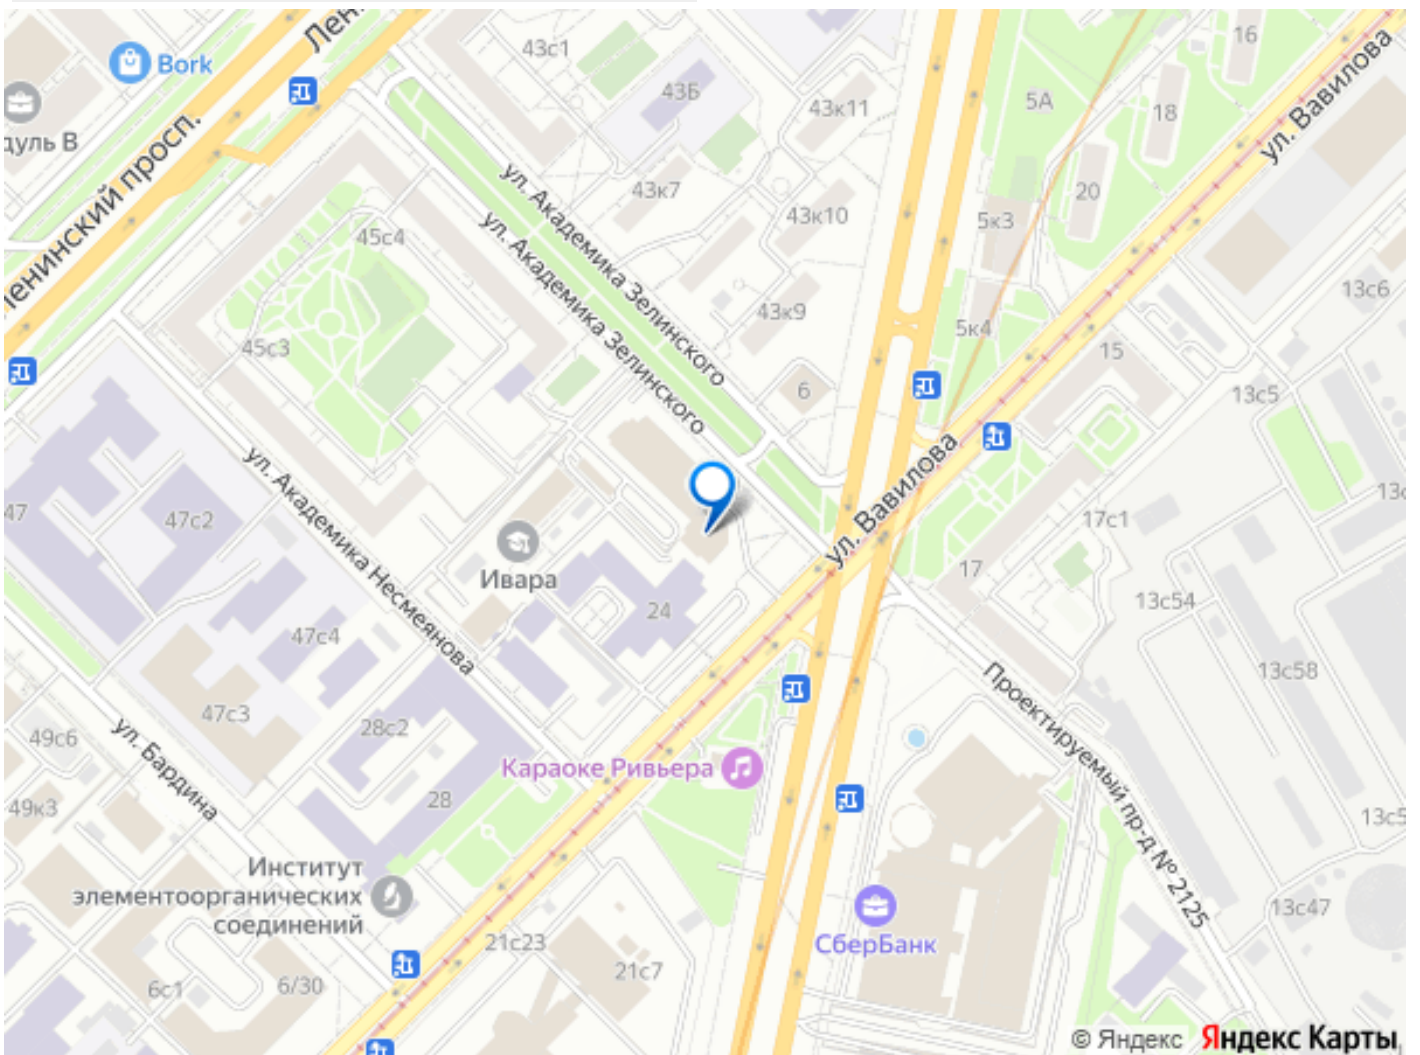 Лен
43с1
16
Bork
43Б
5А
ул. Вавилова
43к11
18
дуль В
ул. Академика Зелинского
43к7
20
Ленинский просп.
43к10
5к3
45с4
ул. Академика Зелинского
13с6
43к9
5к4
45с3
15
6
13с5
ул. Вавилова
ул. Академика Несмеянова
47
47с2
13с
17с1
Ивара
17
24
13с54
47с4
13с58
Проектируемый пр-д № 2125
47с3
28с2
49с6
ул. Бардина
Караоке Ривьера
49к3
28
13с5
Институт
элементоорганических
соединений
13с47
СберБанк
21с23
21с7
6с1
6/30
© Яндекс Яндекс Карты